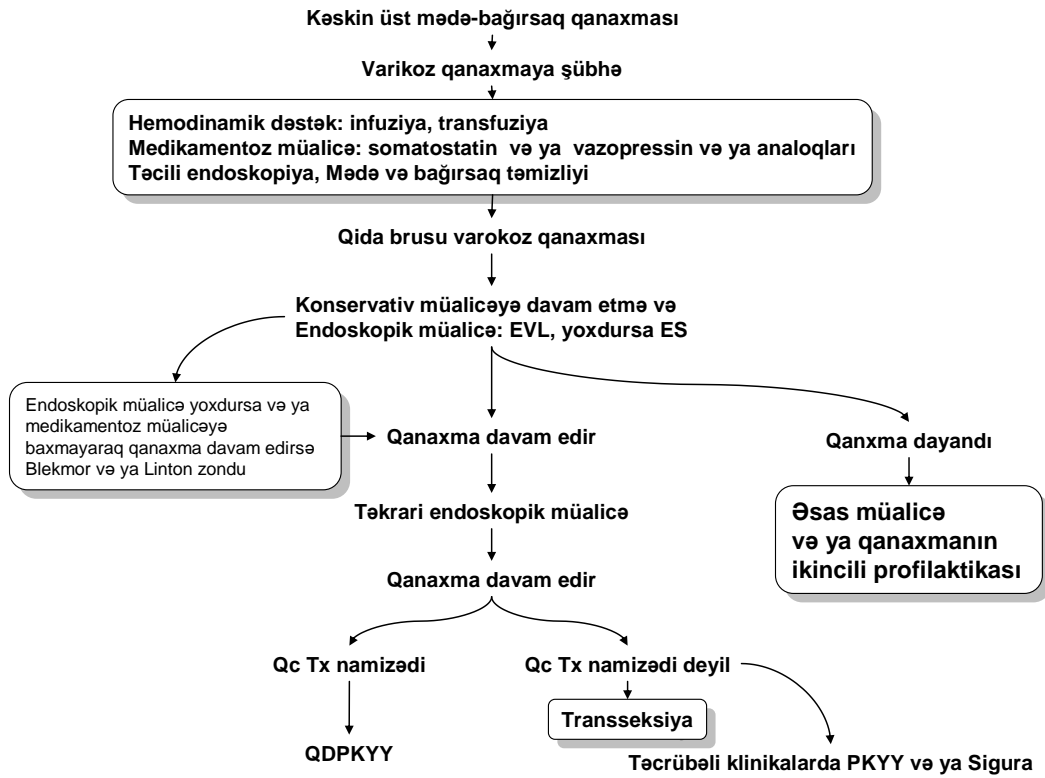 Kəskin üst mədə-bağırsaq qanaxması
Varikoz qanaxmaya şübhə
Hemodinamik dəstək: infuziya, transfuziya
Medikamentoz müalicə: somatostatin və ya vazopressin və ya analoqları
Təcili endoskopiya, Mədə və bağırsaq təmizliyi
Qida brusu varokoz qanaxması
Konservativ müalicəyə davam etmə və
Endoskopik müalicə: EVL, yoxdursa ES
Endoskopik müalicə yoxdursa və ya
medikamentoz müalicəyə
baxmayaraq qanaxma davam edirsə
Blekmor və ya Linton zondu
Qanaxma davam edir
Qanxma dayandı
Təkrari endoskopik müalicə
Əsas müalicə
və ya qanaxmanın
ikincili profilaktikası
Qanaxma davam edir
Qc Tx namizədi
Qc Tx namizədi deyil
Transseksiya
QDPKYY
Təcrübəli klinikalarda PKYY və ya Sigura